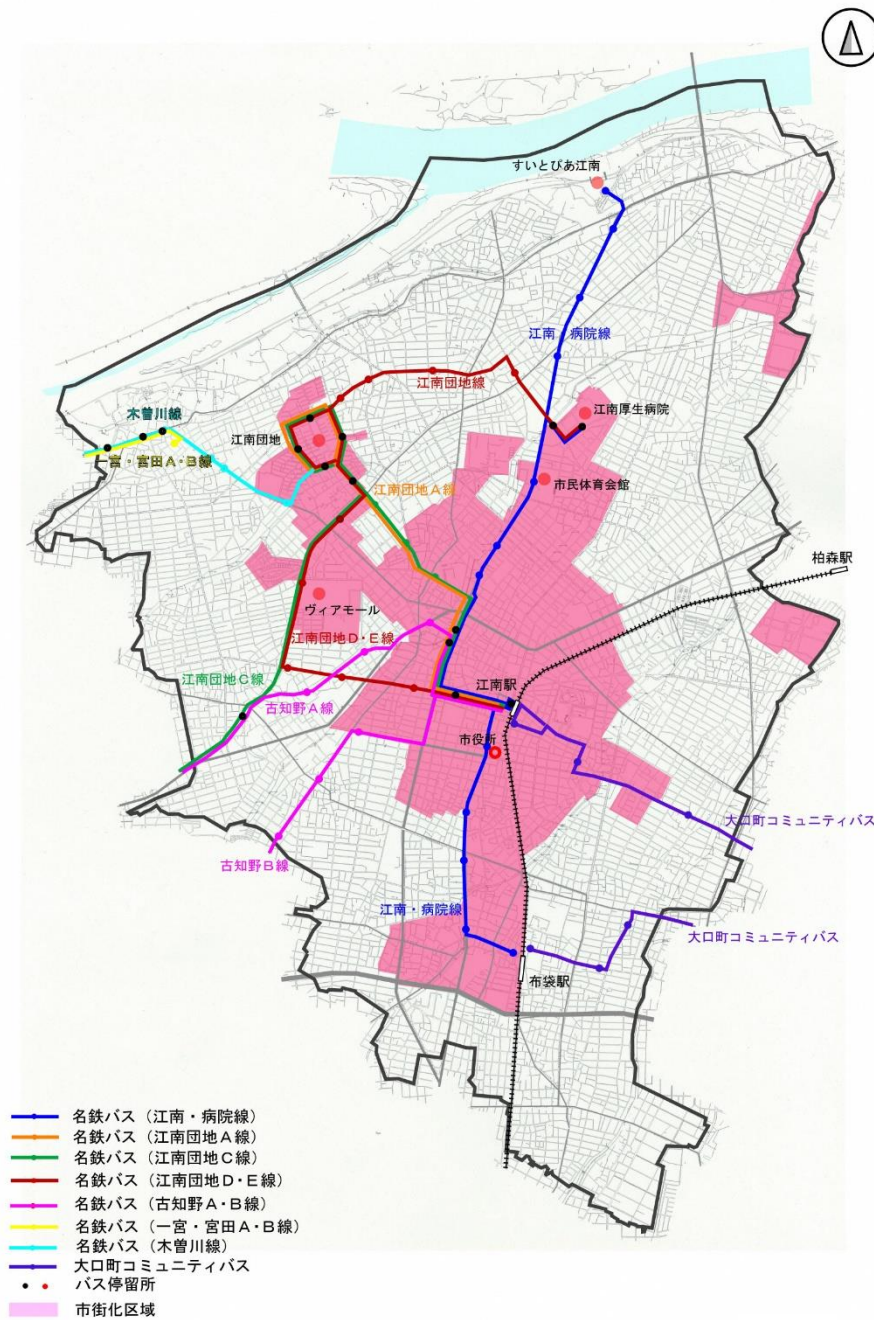 すいとぴあ江南
江南・病院線
江南団地線
江南厚生病院
木曽川線
江南団地
一宮・宮田A・B線
江南団地A線
市民体育会館
柏森駅
ヴィアモール
江南団地D・E線
江南団地C線
江南駅
古知野A線
市役所
大口町コミュニティバス
古知野B線
江南・病院線
大口町コミュニティバス
布袋駅
名鉄バス（江南・病院線）
名鉄バス（江南団地A線）
名鉄バス（江南団地C線）
名鉄バス（江南団地D・E線）
名鉄バス（古知野A・B線）
名鉄バス（一宮・宮田A・B線）
名鉄バス（木曽川線）
大口町コミュニティバス
バス停留所
市街化区域